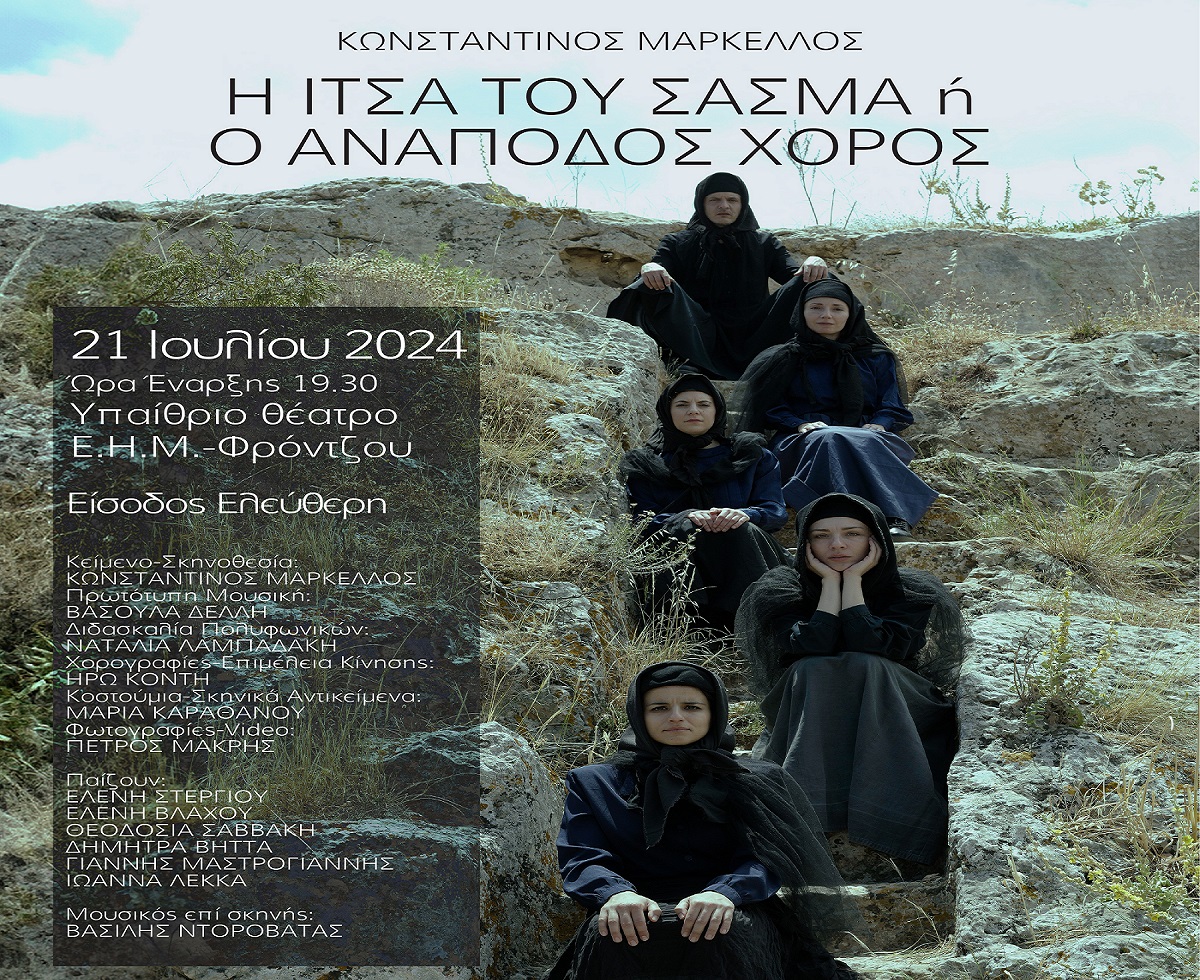 ΚΩΝΣΤΑΝΤΙΝΟΣ ΜΑΡΚΕΛΛΟΣ
Η ΙΤΣΑ ΤΟΥ ΣΑΣΜΑ ή
Ο ΑΝΑΠΟΔΟΣ ΧΟΡΟΣ
21 Ιουλίου 2024
Ώρα Έναρξης 19.30
Υπαίθριο θέατρο
Ε.Η.Μ.-Φρόντζου
Είσοδος Ελεύθερη
Κείμενο-Σκηνοθεσία:
ΚΩΝΣΤΑΝΤΙΝΟΣ ΜΑΡΚΕΛΛΟΣ
Πρωτότυπη Μουσική:
ΒΑΣΟΥΛΑ ΔΕΛΛΗ
Διδασκαλία Πολυφωνικών:
ΝΑΤΑΛΙΑ ΛΑΜΠΑΔΑΚΗ
Χορογραφίες-Επιμέλεια Κίνησης:
ΗΡΩ ΚΟΝΤΗ
Κοστούμια-Σκηνικά Αντικείμενα:
ΜΑΡΙΑ ΚΑΡΑΘΑΝΟΥ
Φωτογραφίες-Video:
ΠΕΤΡΟΣ ΜΑΚΡΗΣ
Παίζουν:
ΕΛΕΝΗ ΣΤΕΡΓΙΟΥ
ΕΛΕΝΗ ΒΛΑΧΟΥ
ΘΕΟΔΟΣΙΑ ΣΑΒΒΑΚΗ
ΔΗΜΗΤΡΑ ΒΗΤΤΑ
ΓΙΑΝΝΗΣ ΜΑΣΤΡΟΓΙΑΝΝΗΣ
ΙΩΑΝΝΑ ΛΕΚΚΑ
Μουσικός επί σκηνής:
ΒΑΣΙΛΗΣ ΝΤΟΡΟΒΑΤΑΣ